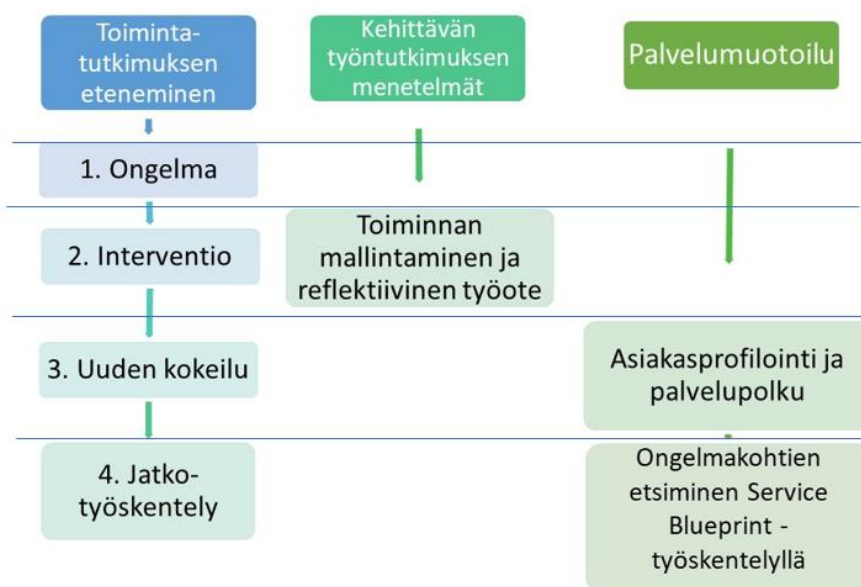 Toiminta-
tutkimuksen
eteneminen
Kehittävän
työntutkimuksen
menetelmät
Palvelumuotoilu
1. Ongelma
2. Interventio
Toiminnan
mallintaminen ja
reflektiivinen työote
3. Uuden kokeilu
Asiakasprofilointi ja
palvelupolku
4. Jatko-
työskentely
Ongelmakohtien
etsiminen Service
Blueprint -
työskentelyllä